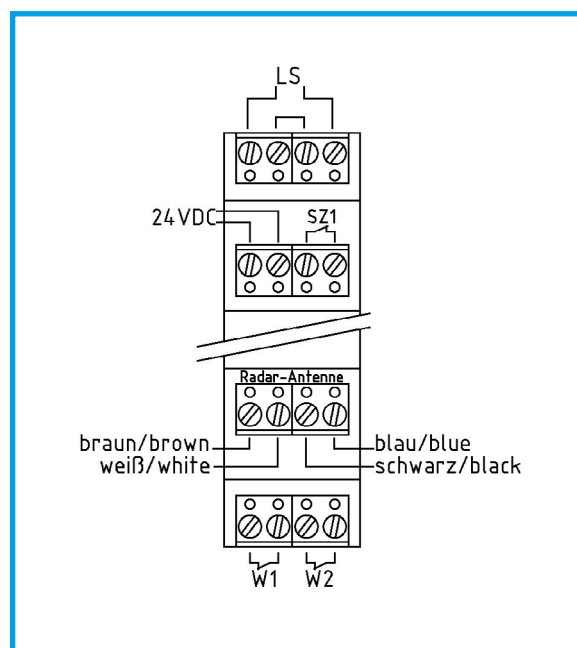 LS
24VDC
SZ1
Radar-Antenne
braun/brown
blau/blue
weiß/white
schwarz/black
W1
W2